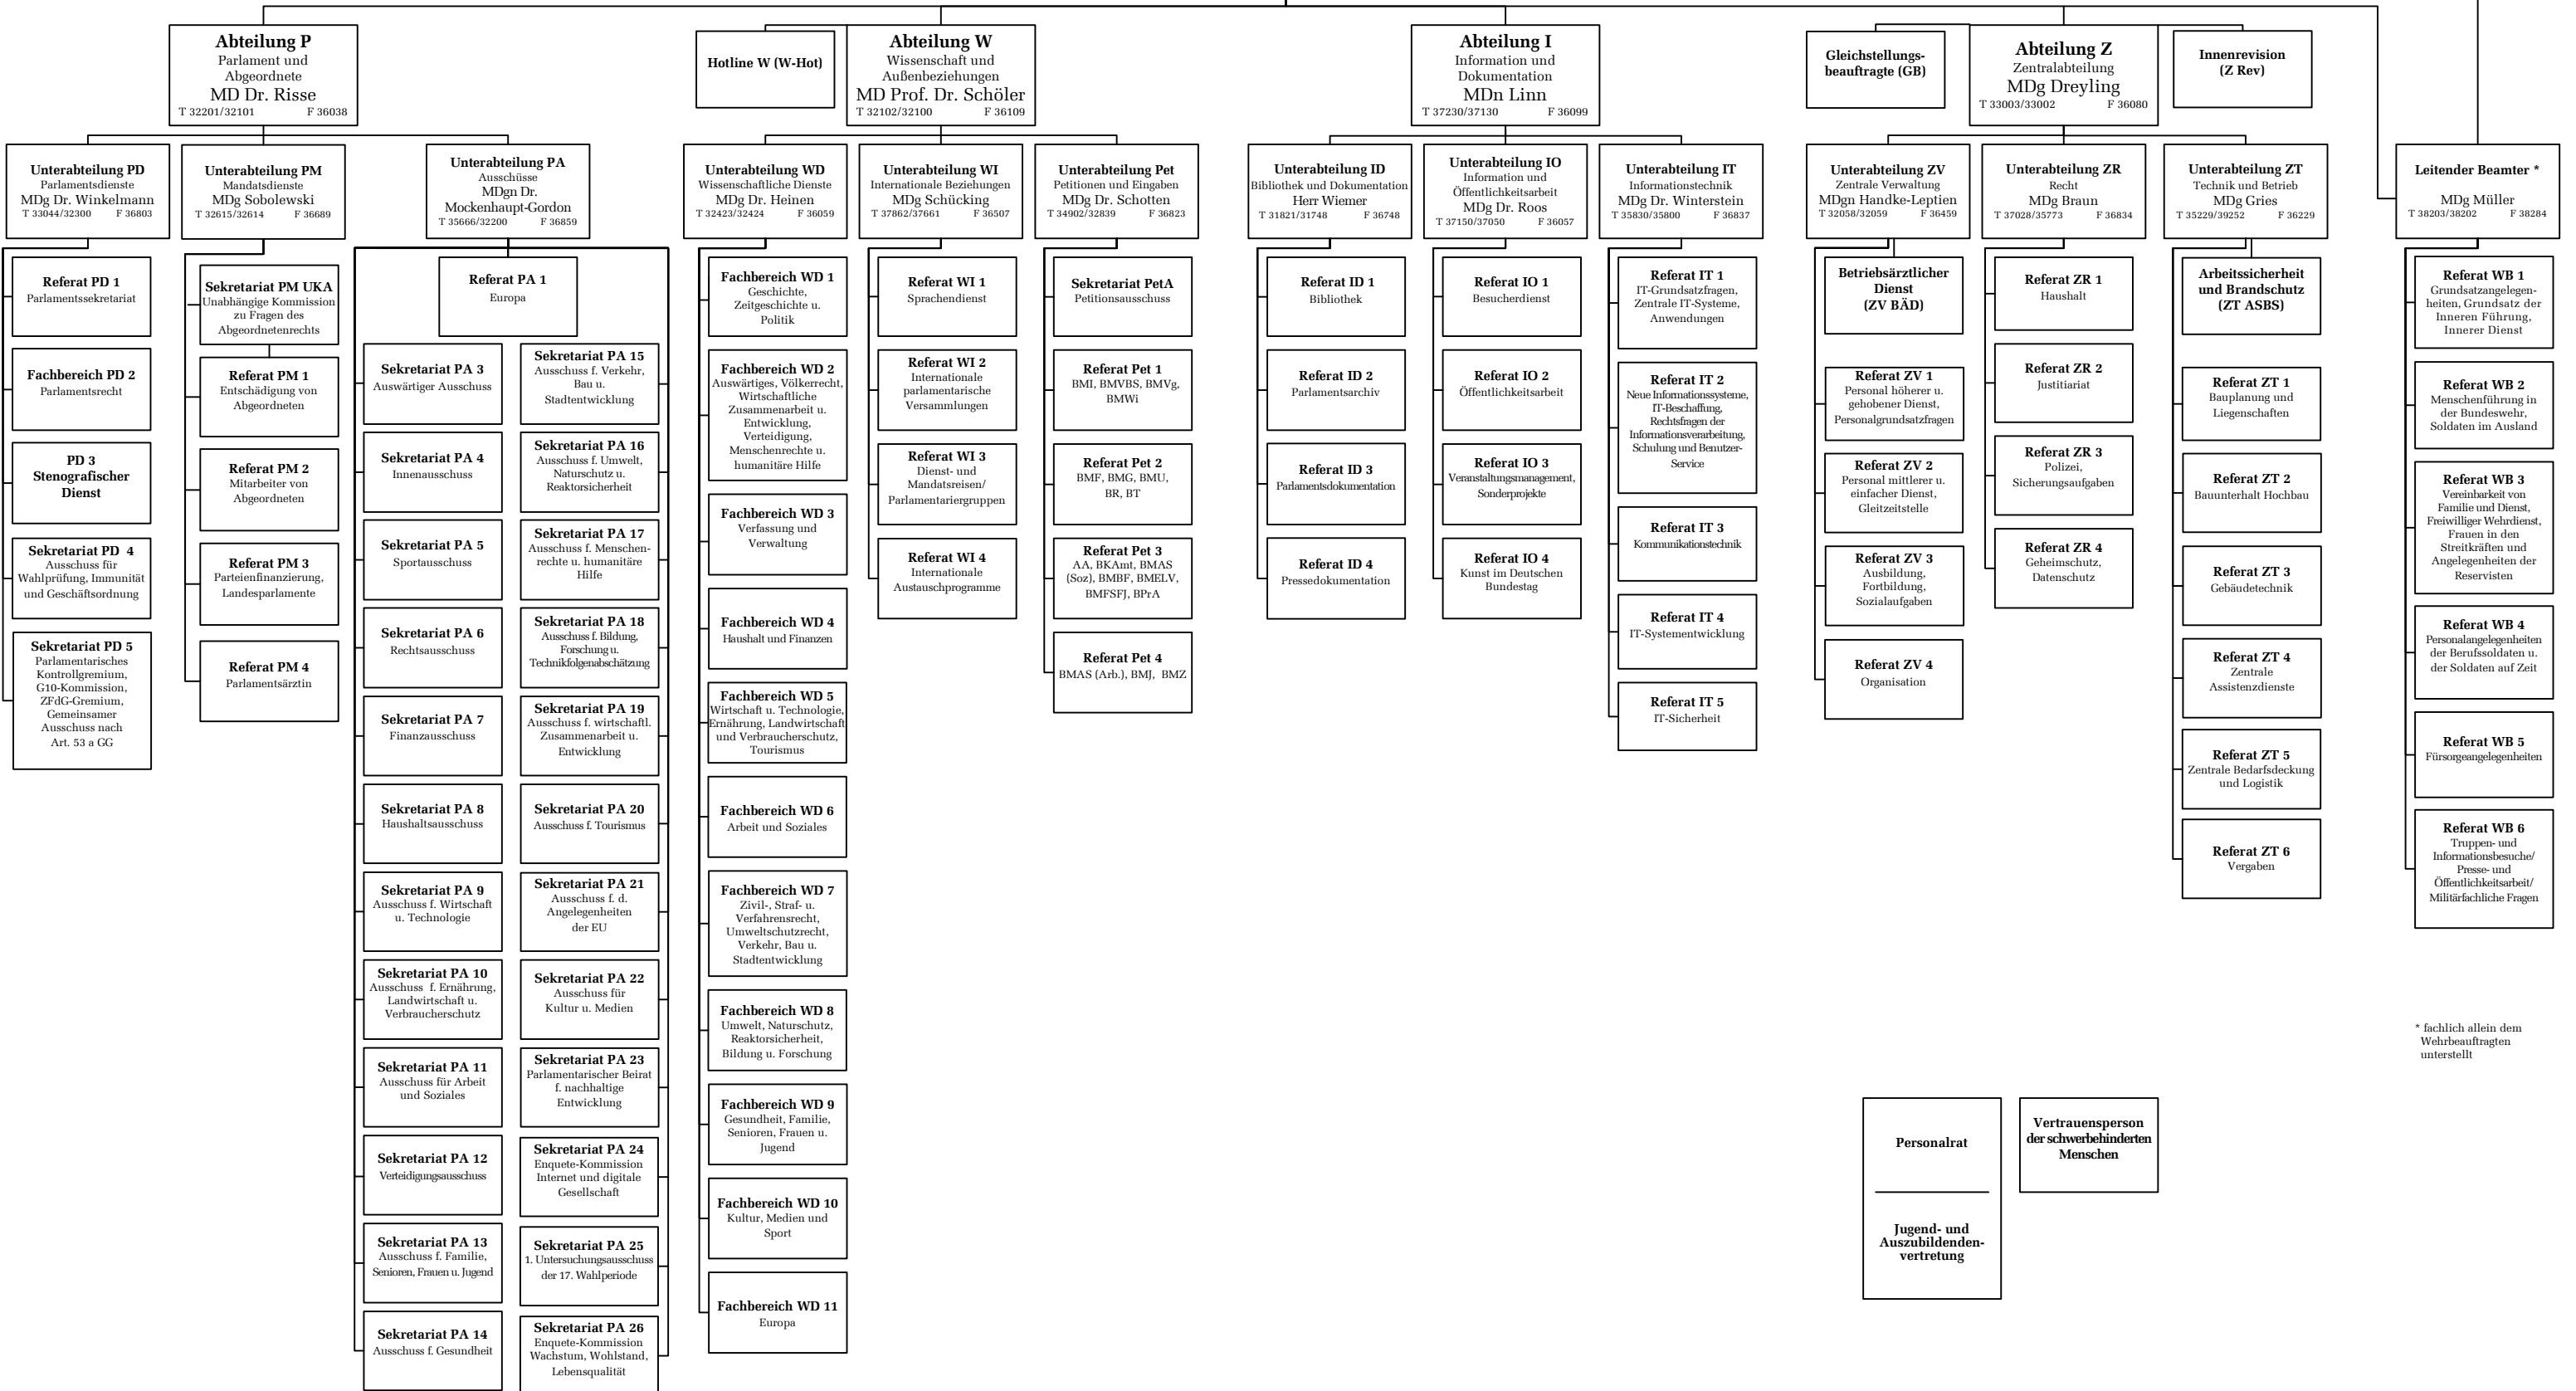 Abteilung P
Parlament und
Abgeordnete
MD Dr. Risse
T 32201/32101 F 36038
Hotline W (W-Hot)
Abteilung W
Wissenschaft und
Außenbeziehungen
MD Prof. Dr. Schöler
T 32102/32100 F 36109
Abteilung I
Information und
Dokumentation
MDn Linn
T 37230/37130 F 36099
Gleichstellungs-
beauftragte (GB)
Abteilung Z
Zentralabteilung
MDg Dreyling
T 33003/33002 F 36080
Innenrevision
(Z Rev)
Unterabteilung PD
Parlamentsdienste
MDg Dr. Winkelmann
T 33044/32300 F 36803
Unterabteilung PM
Mandatsdienste
MDg Sobolewski
T 32615/32614 F 36689
Unterabteilung PA
Ausschüsse
MDgn Dr.
Mockenhaupt-Gordon
T 35666/32200 F 36859
Unterabteilung WD
Wissenschaftliche Dienste
MDg Dr. Heinen
T 32423/32424 F 36059
Unterabteilung WI
Internationale Beziehungen
MDg Schücking
T 37862/37661 F 36507
Unterabteilung Pet
Petitionen und Eingaben
MDg Dr. Schotten
T 34902/32839 F 36823
Unterabteilung ID
Bibliothek und Dokumentation
Herr Wiemer
T 31821/31748 F 36748
Unterabteilung IO
Information und
Öffentlichkeitsarbeit
MDg Dr. Roos
T 37150/37050 F 36057
Unterabteilung IT
Informationstechnik
MDg Dr. Winterstein
T 35830/35800 F 36837
Unterabteilung ZV
Zentrale Verwaltung
MDgn Handke-Leptien
T 32058/32059 F 36459
Unterabteilung ZR
Recht
MDg Braun
T 37028/35773 F 36834
Unterabteilung ZT
Technik und Betrieb
MDg Gries
T 35229/39252 F 36229
Leitender Beamter *
MDg Müller
T 38203/38202 F 38284
Referat PD 1
Parlamentssekretariat
Fachbereich PD 2
Parlamentsrecht
PD 3
Stenografischer
Dienst
Sekretariat PD 4
Ausschuss für
Wahlprüfung, Immunität
und Geschäftsordnung
Sekretariat PD 5
Parlamentarisches
Kontrollgremium,
G10-Kommission,
ZFdG-Gremium,
Gemeinsamer
Ausschuss nach
Art. 53 a GG
Sekretariat PM UKA
Unabhängige Kommission
zu Fragen des
Abgeordnetenrechts
Referat PM 1
Entschädigung von
Abgeordneten
Referat PM 2
Mitarbeiter von
Abgeordneten
Referat PM 3
Parteienfinanzierung,
Landesparlamente
Referat PM 4
Parlamentsärztin
Referat PA 1
Europa
Sekretariat PA 3
Auswärtiger Ausschuss
Sekretariat PA 4
Innenausschuss
Sekretariat PA 5
Sportausschuss
Sekretariat PA 6
Rechtsausschuss
Sekretariat PA 7
Finanzausschuss
Sekretariat PA 8
Haushaltsausschuss
Sekretariat PA 9
Ausschuss f. Wirtschaft
u. Technologie
Sekretariat PA 10
Ausschuss f. Ernährung,
Landwirtschaft u.
Verbraucherschutz
Sekretariat PA 11
Ausschuss für Arbeit
und Soziales
Sekretariat PA 12
Verteidigungsausschuss
Sekretariat PA 13
Ausschuss f. Familie,
Senioren, Frauen u. Jugend
Sekretariat PA 14
Ausschuss f. Gesundheit
Sekretariat PA 15
Ausschuss f. Verkehr,
Bau u.
Stadtentwicklung
Sekretariat PA 16
Ausschuss f. Umwelt,
Naturschutz u.
Reaktorsicherheit
Sekretariat PA 17
Ausschuss f. Menschen-
rechte u. humanitäre
Hilfe
Sekretariat PA 18
Ausschuss f. Bildung,
Forschung u.
Technikfolgenabschätzung
Sekretariat PA 19
Ausschuss f. wirtschaftl.
Zusammenarbeit u.
Entwicklung
Sekretariat PA 20
Ausschuss f. Tourismus
Sekretariat PA 21
Ausschuss f. d.
Angelegenheiten
der EU
Sekretariat PA 22
Ausschuss für
Kultur u. Medien
Sekretariat PA 23
Parlamentarischer Beirat
f. nachhaltige
Entwicklung
Sekretariat PA 24
Enquete-Kommission
Internet und digitale
Gesellschaft
Sekretariat PA 25
1. Untersuchungsausschuss
der 17. Wahlperiode
Sekretariat PA 26
Enquete-Kommission
Wachstum, Wohlstand,
Lebensqualität
Fachbereich WD 1
Geschichte,
Zeitgeschichte u.
Politik
Fachbereich WD 2
Auswärtiges, Völkerrecht,
Wirtschaftliche
Zusammenarbeit u.
Entwicklung,
Verteidigung,
Menschenrechte u.
humanitäre Hilfe
Fachbereich WD 3
Verfassung und
Verwaltung
Fachbereich WD 4
Haushalt und Finanzen
Fachbereich WD 5
Wirtschaft u. Technologie,
Ernährung, Landwirtschaft
und Verbraucherschutz,
Tourismus
Fachbereich WD 6
Arbeit und Soziales
Fachbereich WD 7
Zivil-, Straf- u.
Verfahrensrecht,
Umweltschutzrecht,
Verkehr, Bau u.
Stadtentwicklung
Fachbereich WD 8
Umwelt, Naturschutz,
Reaktorsicherheit,
Bildung u. Forschung
Fachbereich WD 9
Gesundheit, Familie,
Senioren, Frauen u.
Jugend
Fachbereich WD 10
Kultur, Medien und
Sport
Fachbereich WD 11
Europa
Referat WI 1
Sprachendienst
Referat WI 2
Internationale
parlamentarische
Versammlungen
Referat WI 3
Dienst- und
Mandatsreisen/
Parlamentariergruppen
Referat WI 4
Internationale
Austauschprogramme
Sekretariat PetA
Petitionsausschuss
Referat Pet 1
BMI, BMVBS, BMVg,
BMWi
Referat Pet 2
BMF, BMG, BMU,
BR, BT
Referat Pet 3
AA, BKAmt, BMAS
(Soz), BMBF, BMELV,
BMFSFJ, BPrA
Referat Pet 4
BMAS (Arb.), BMJ, BMZ
Referat ID 1
Bibliothek
Referat ID 2
Parlamentsarchiv
Referat ID 3
Parlamentsdokumentation
Referat ID 4
Pressedokumentation
Referat IO 1
Besucherdienst
Referat IO 2
Öffentlichkeitsarbeit
Referat IO 3
Veranstaltungsmanagement,
Sonderprojekte
Referat IO 4
Kunst im Deutschen
Bundestag
Referat IT 1
IT-Grundsatzfragen,
Zentrale IT-Systeme,
Anwendungen
Referat IT 2
Neue Informationssysteme,
IT-Beschaffung,
Rechtsfragen der
Informationsverarbeitung,
Schulung und Benutzer-
Service
Referat IT 3
Kommunikationstechnik
Referat IT 4
IT-Systementwicklung
Referat IT 5
IT-Sicherheit
Betriebsärztlicher
Dienst
(ZV BÄD)
Referat ZV 1
Personal höherer u.
gehobener Dienst,
Personalgrundsatzfragen
Referat ZV 2
Personal mittlerer u.
einfacher Dienst,
Gleitzeitstelle
Referat ZV 3
Ausbildung,
Fortbildung,
Sozialaufgaben
Referat ZV 4
Organisation
Referat ZR 1
Haushalt
Referat ZR 2
Justitiariat
Referat ZR 3
Polizei,
Sicherungsaufgaben
Referat ZR 4
Geheimschutz,
Datenschutz
Arbeitssicherheit
und Brandschutz
(ZT ASBS)
Referat ZT 1
Bauplanung und
Liegenschaften
Referat ZT 2
Bauunterhalt Hochbau
Referat ZT 3
Gebäudetechnik
Referat ZT 4
Zentrale
Assistenzdienste
Referat ZT 5
Zentrale Bedarfsdeckung
und Logistik
Referat ZT 6
Vergaben
Referat WB 1
Grundsatzangelegen-
heiten, Grundsatz der
Inneren Führung,
Innerer Dienst
Referat WB 2
Menschenführung in
der Bundeswehr,
Soldaten im Ausland
Referat WB 3
Vereinbarkeit von
Familie und Dienst,
Freiwilliger Wehrdienst,
Frauen in den
Streitkräften und
Angelegenheiten der
Reservisten
Referat WB 4
Personalangelegenheiten
der Berufssoldaten u.
der Soldaten auf Zeit
Referat WB 5
Fürsorgeangelegenheiten
Referat WB 6
Truppen- und
Informationsbesuche/
Presse- und
Öffentlichkeitsarbeit/
Militärfachliche Fragen
* fachlich allein dem
Wehrbeauftragten
unterstellt
Personalrat
Jugend- und
Auszubildenden-
vertretung
Vertrauensperson
der schwerbehinderten
Menschen